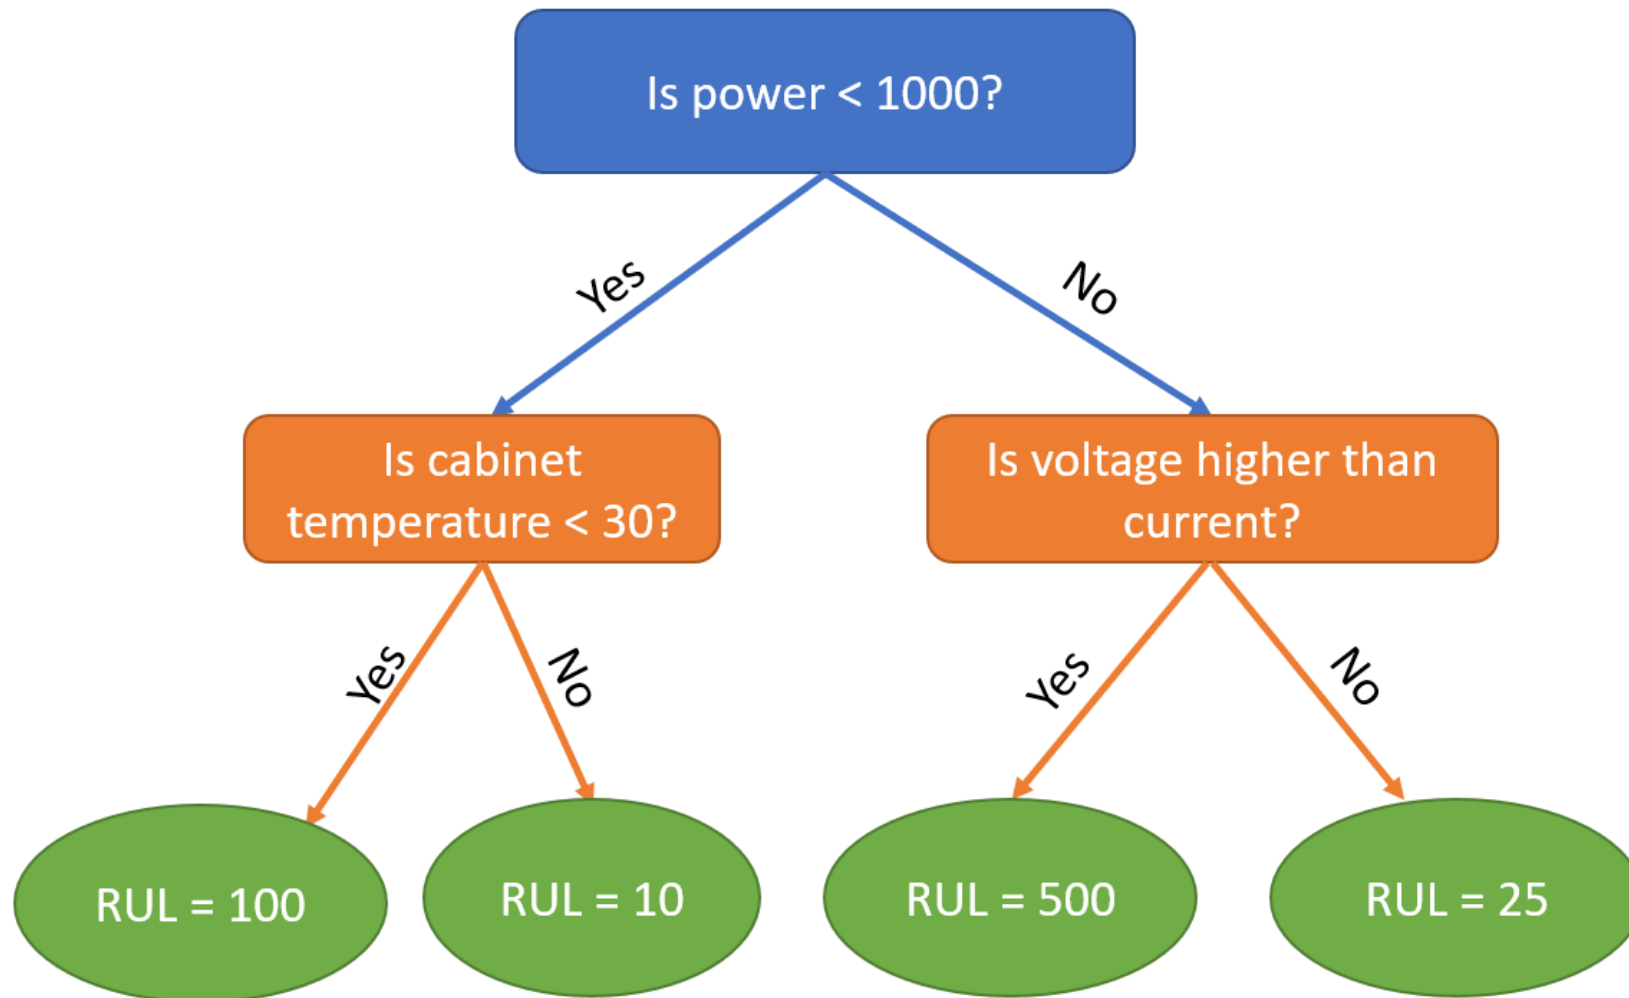 Is power < 1000?
Yes
No
Is cabinet
temperature < 30?
Is voltage higher than
current?
Yes
No
Yes
No
RUL = 100
RUL = 10
RUL = 500
RUL = 25